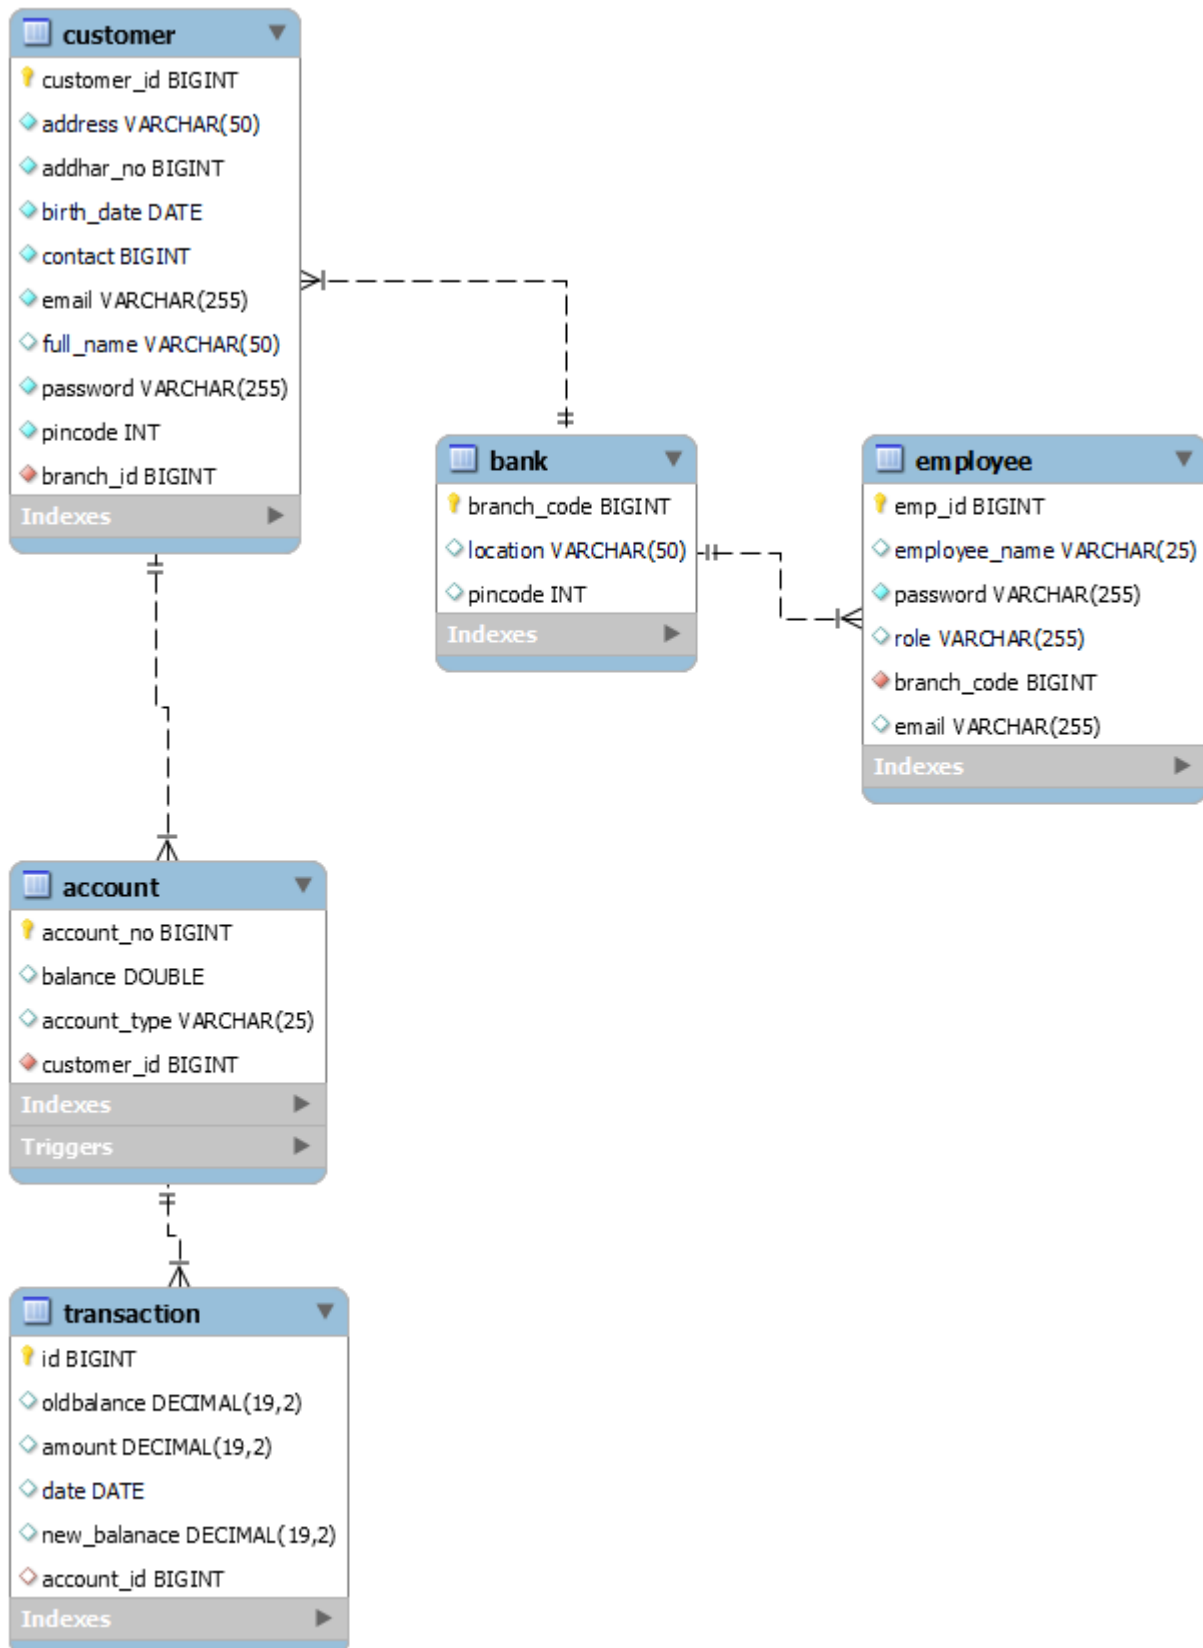 customer
customer_id BIGINT
address VARCHAR(50)
addhar_no BIGINT
birth_date DATE
contact BIGINT
email VARCHAR(255)
full_name VARCHAR(50)
password VARCHAR(255)
pincode INT
branch_id BIGINT
Indexes
bank
branch_code BIGINT
location VARCHAR(50)
pincode INT
Indexes
employee
emp_id BIGINT
employee_name VARCHAR(25)
password VARCHAR(255)
role VARCHAR(255)
branch_code BIGINT
email VARCHAR(255)
Indexes
account
account_no BIGINT
balance DOUBLE
account_type VARCHAR(25)
customer_id BIGINT
Indexes
Triggers
transaction
id BIGINT
oldbalance DECIMAL(19,2)
amount DECIMAL(19,2)
date DATE
new_balanace DECIMAL(19,2)
account_id BIGINT
Indexes